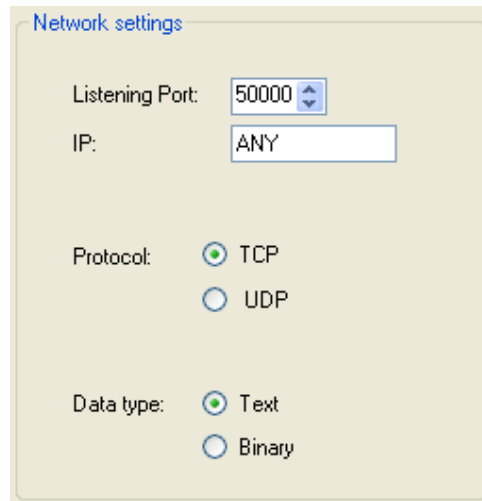 Network settings
Listening Port: 50000
IP: ANY
Protocol: TCP
UDP
Data type: Text
Binary